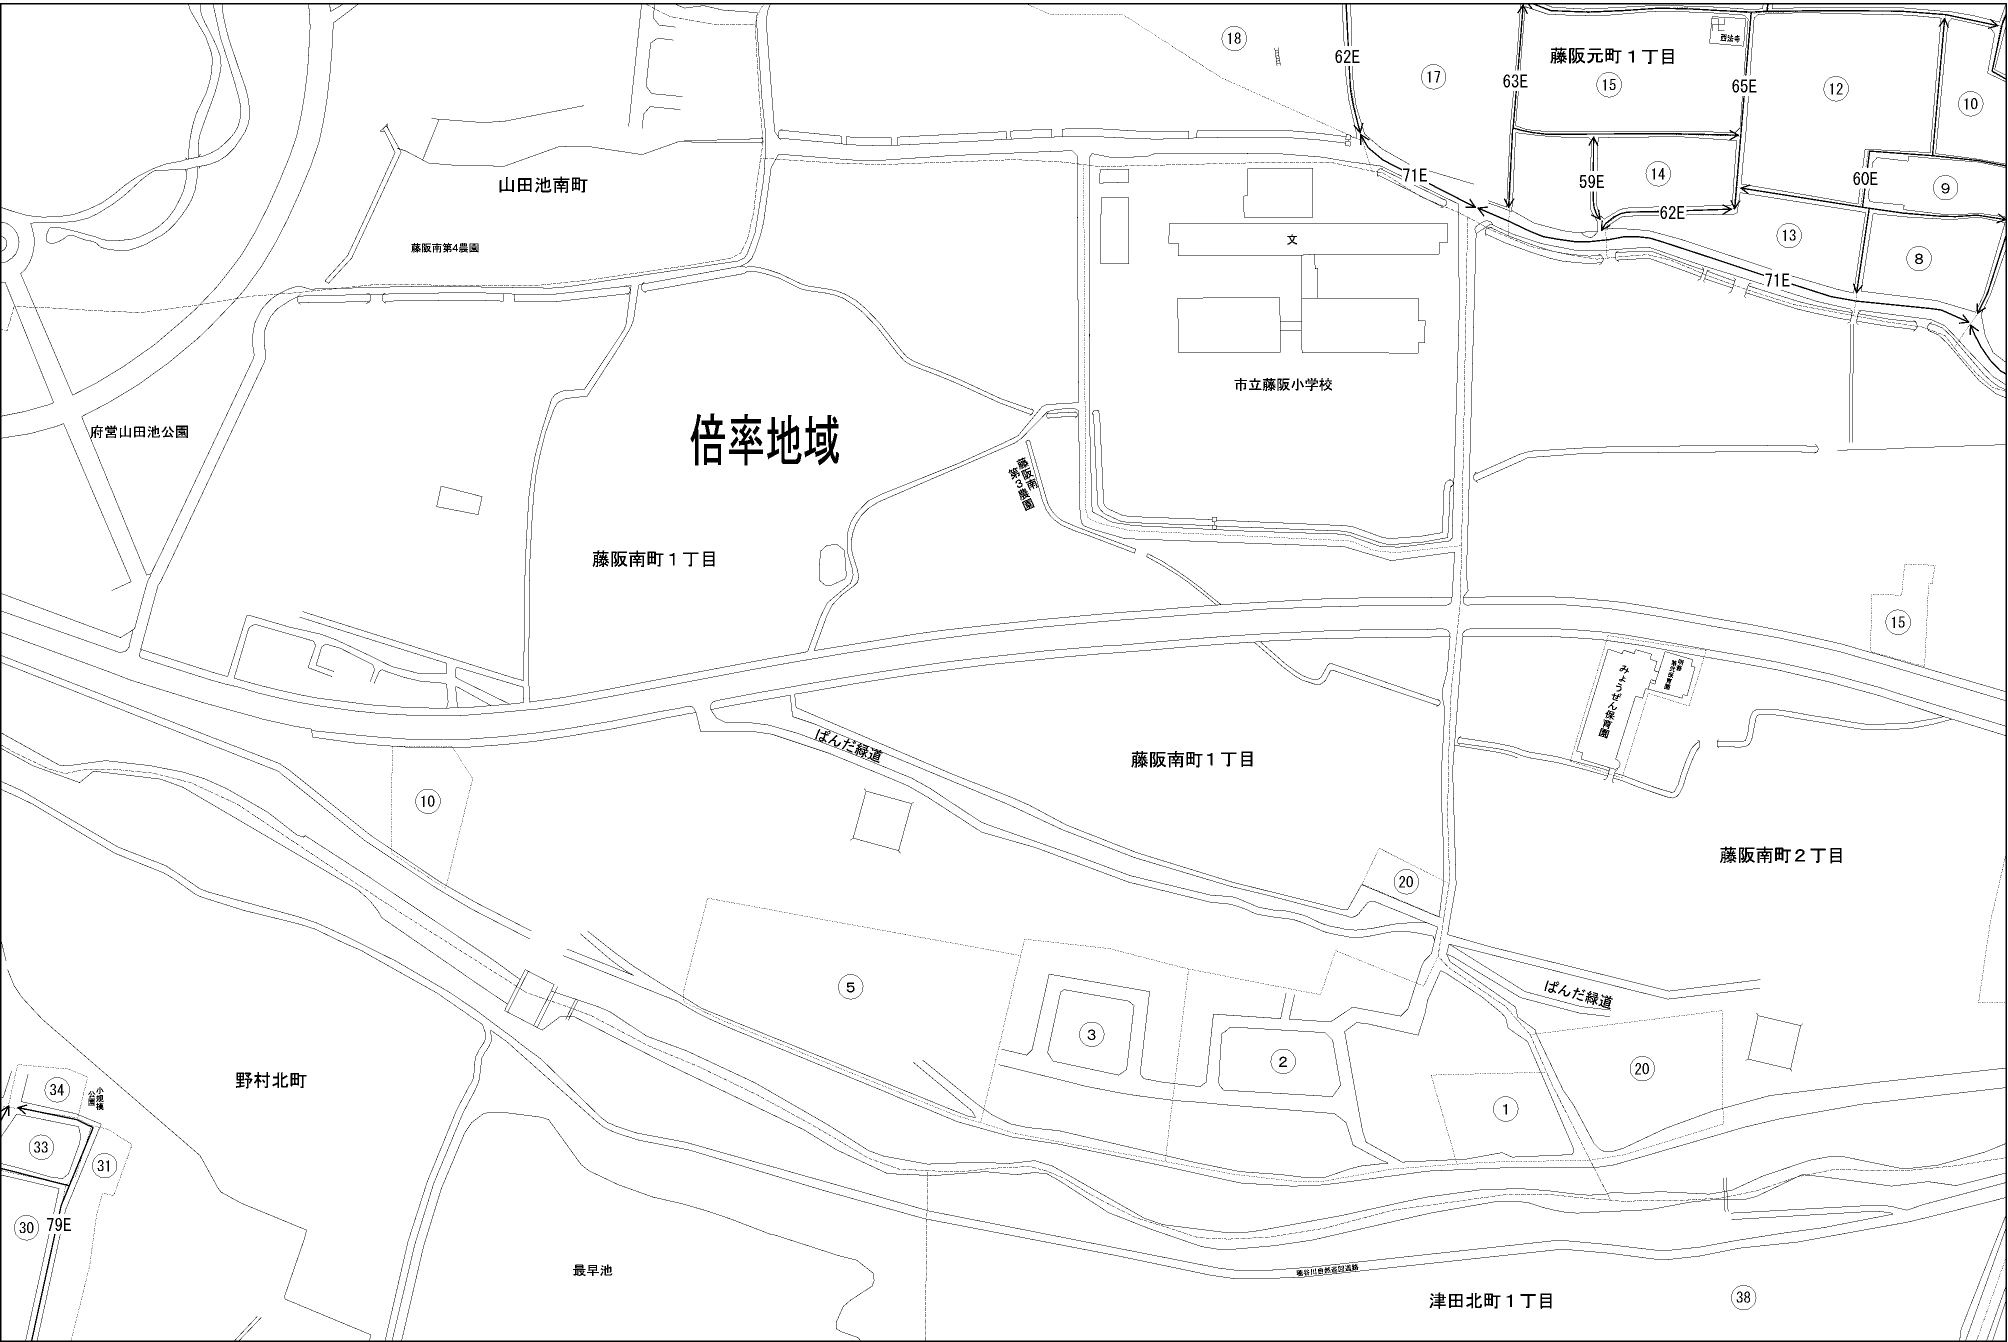 18
62E
17
63E
藤阪元町１丁目
15
西法寺
65E
12
10
71E
59E
14
62E
60E
9
13
8
71E
山田池南町
藤阪南第4農園
文
市立藤阪小学校
府営山田池公園
倍率地域
藤阪南
第３農園
藤阪南町１丁目
15
みょうぜん保育園
ぱんだ緑道
藤阪南町１丁目
10
20
藤阪南町２丁目
5
3
2
ぱんだ緑道
20
1
野村北町
34
小規模
公園
33
31
30
79E
最早池
津田北町１丁目
38